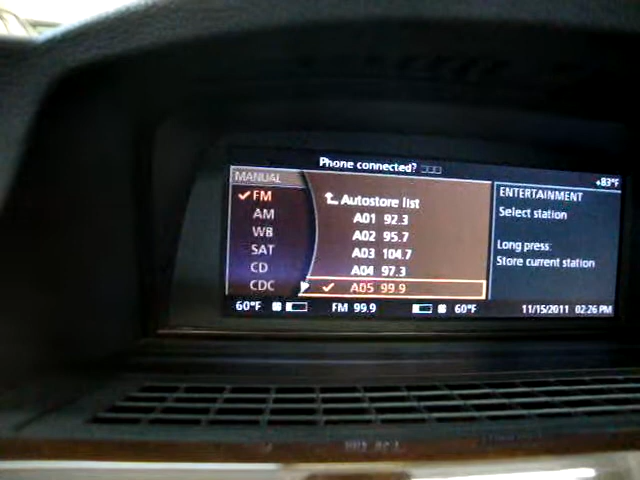 Phone connected?
+83°F
MANUAL
FM
AM
WB
SAT
CD
CDC
Autostore list
A01 92.3
A02 95.7
A03 104.7
A04 97.3
A05 99.9
ENTERTAINMENT
Select station
Long press:
Store current station
60°F
FM 99.9
60°F
11/15/2011 02:26 PM